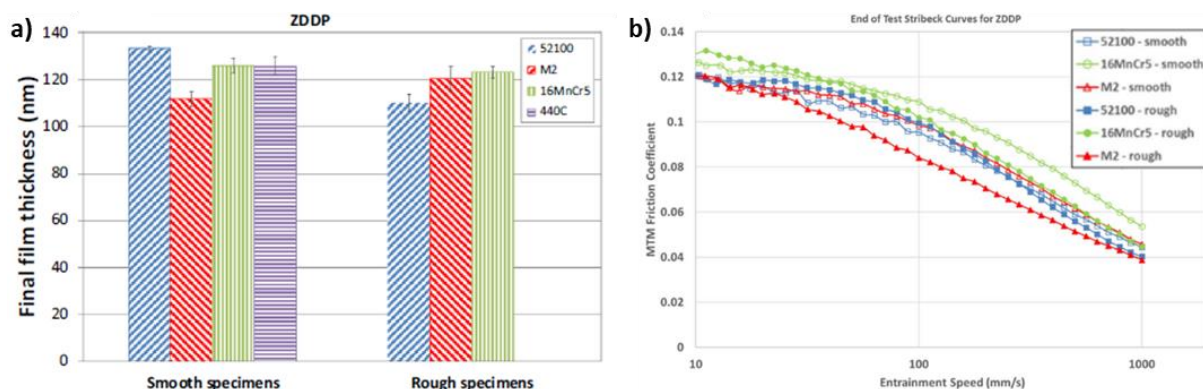 a)
ZDDP
Final film thickness (nm)
140
120
100
80
60
40
20
0
52100
M2
16MnCr5
440C
Smooth specimens
Rough specimens
b)
End of Test Stribeck Curves for ZDDP
MTM Friction Coefficient
0.14
0.12
0.1
0.08
0.06
0.04
0.02
0
52100 - smooth
16MnCr5 - smooth
M2 - smooth
52100 - rough
16MnCr5 - rough
M2 - rough
10
100
1000
Entrainment Speed (mm/s)